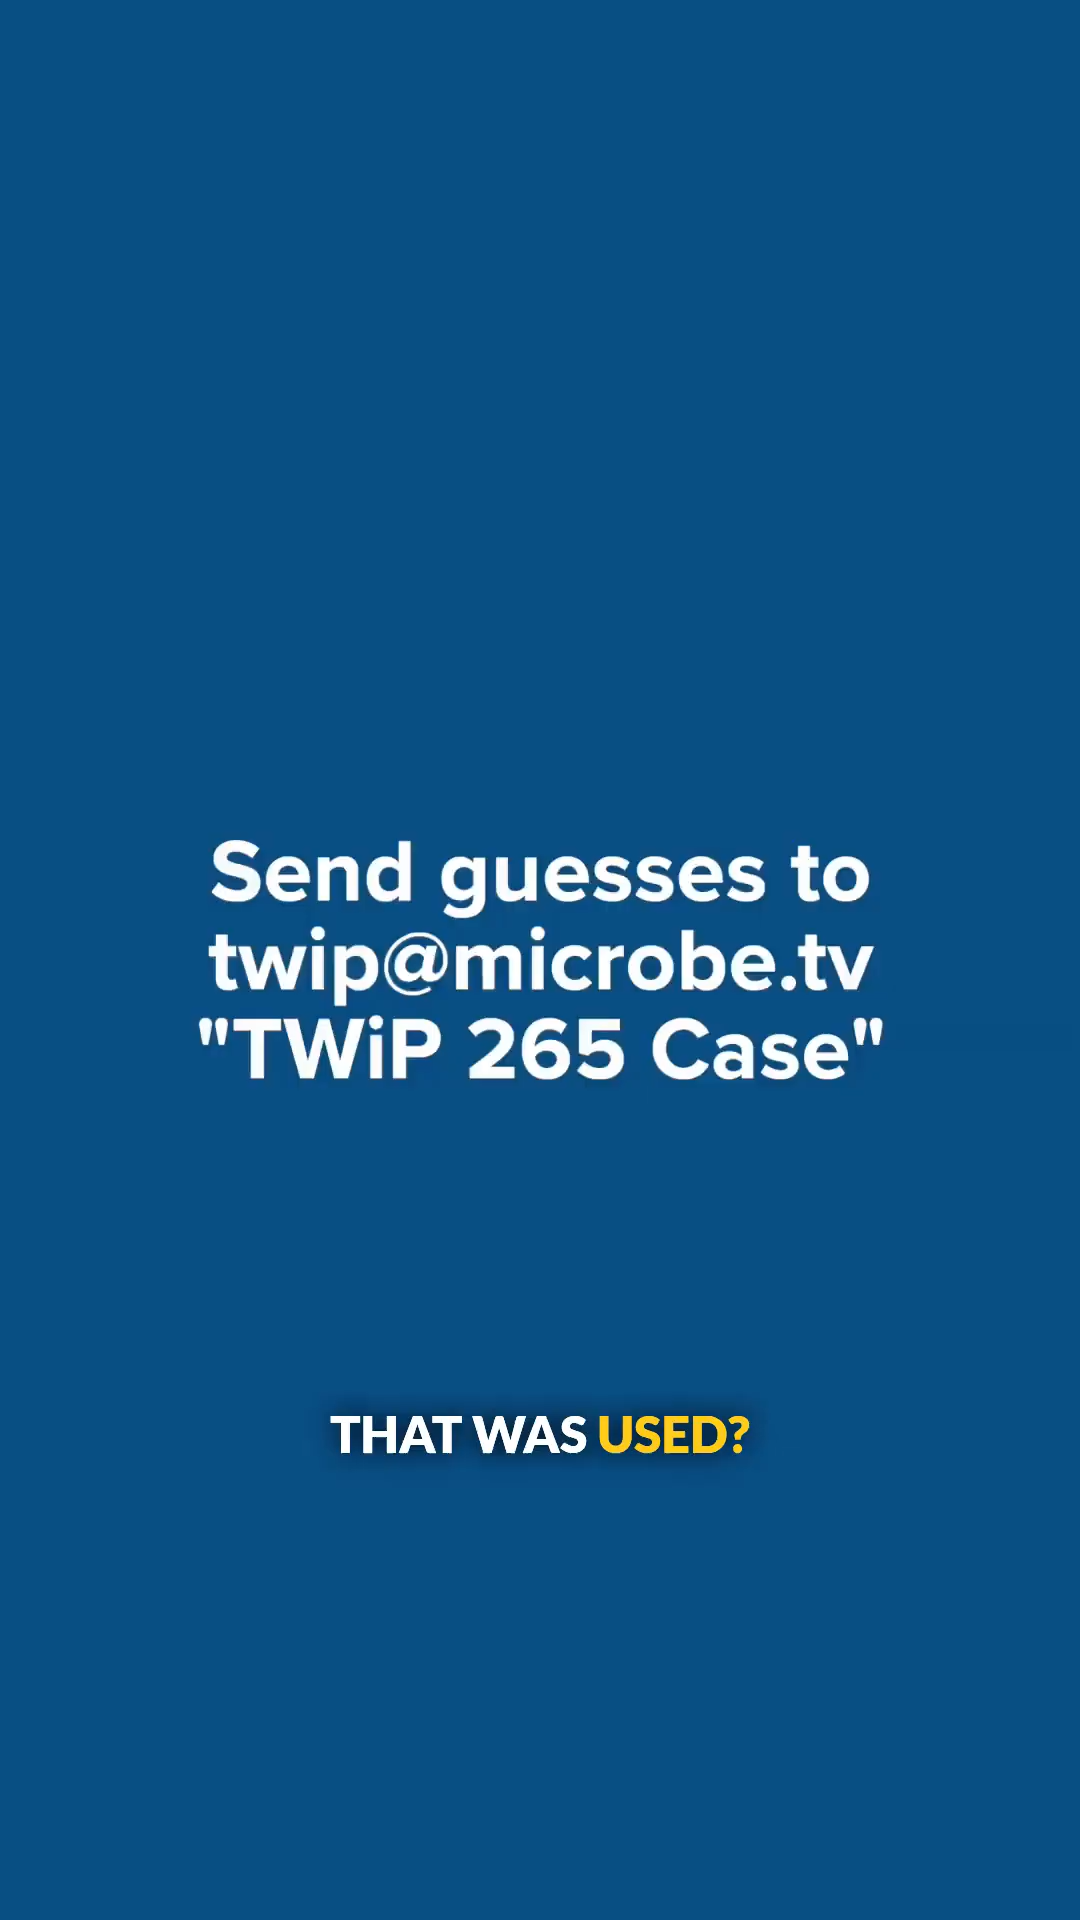 Send guesses to
twip@microbe.tv
"TWiP 265 Case"
THAT WAS USED?